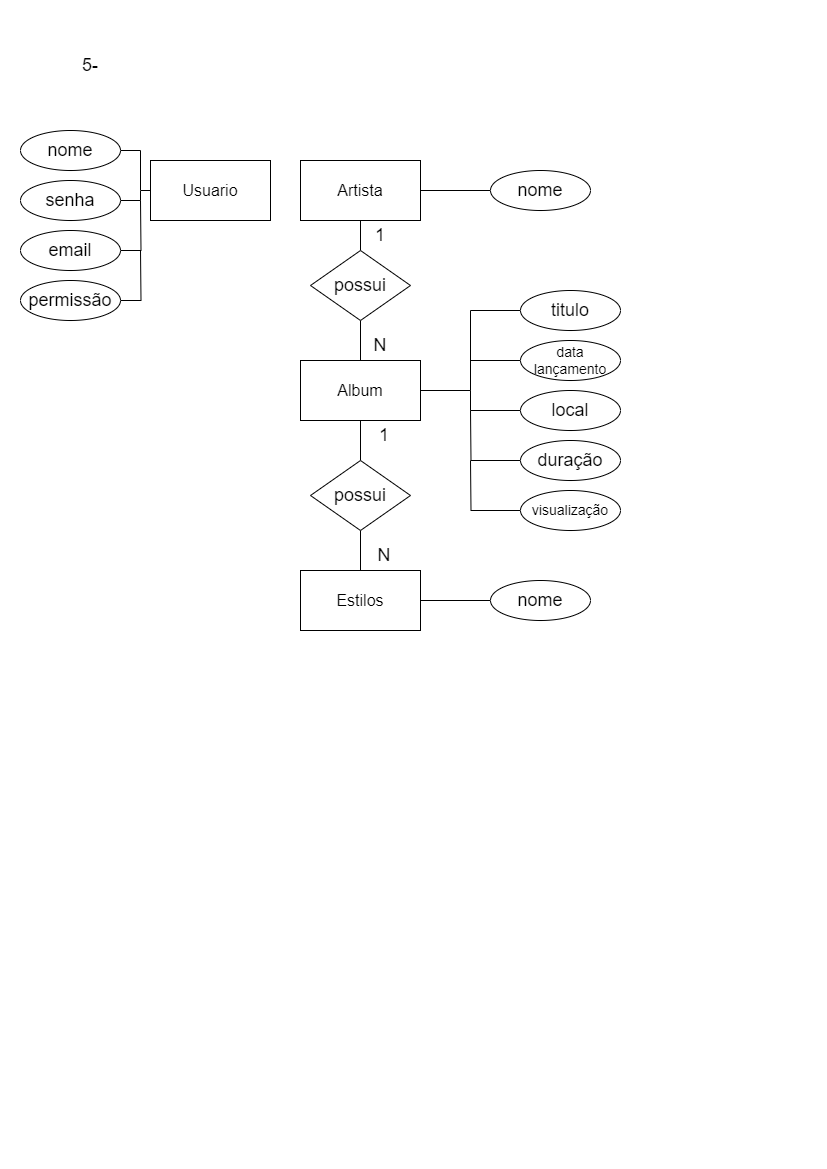 5-
nome
senha
email
permissão
Usuario
Artista
nome
1
possui
N
Album
titulo
data
lançamento
local
duração
visualização
1
possui
N
Estilos
nome